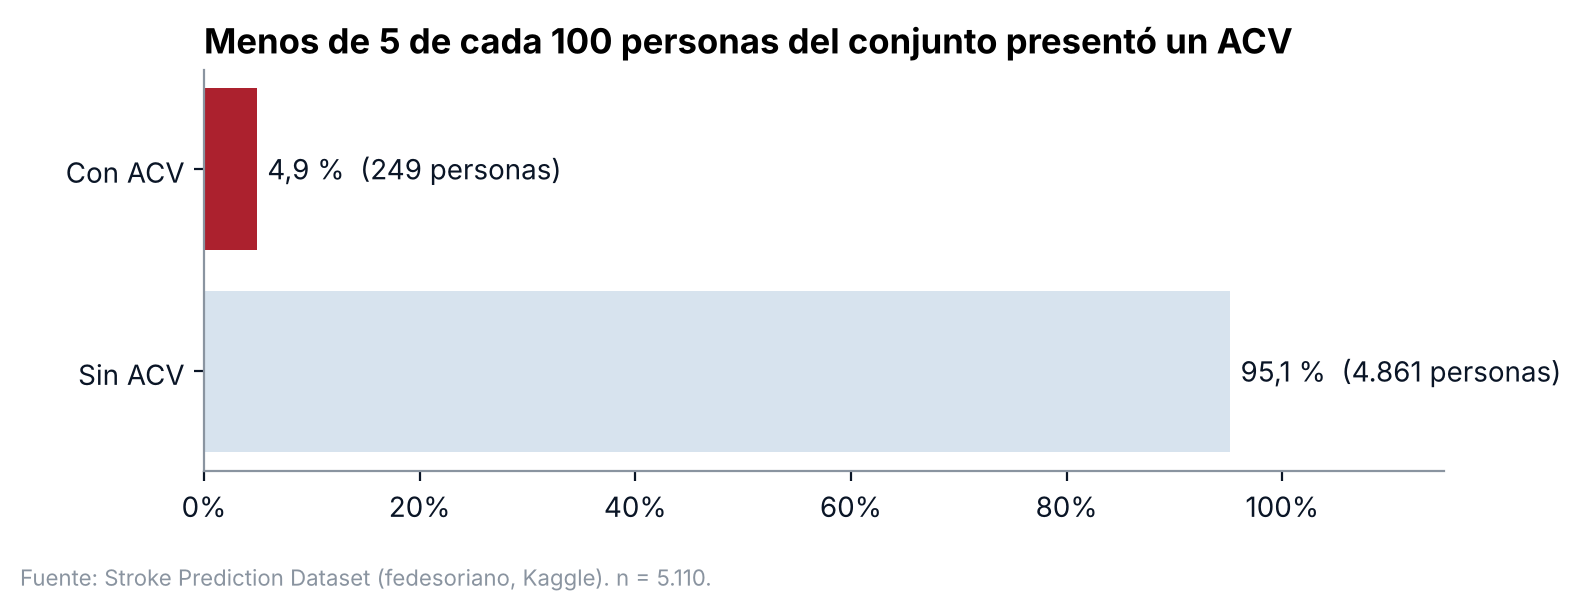 Menos de 5 de cada 100 personas del conjunto presentó un ACV
Con ACV
4,9 %  (249 personas)
Sin ACV
95,1 %  (4.861 personas)
0%
20%
40%
60%
80%
100%
Fuente: Stroke Prediction Dataset (fedesoriano, Kaggle). n = 5.110.